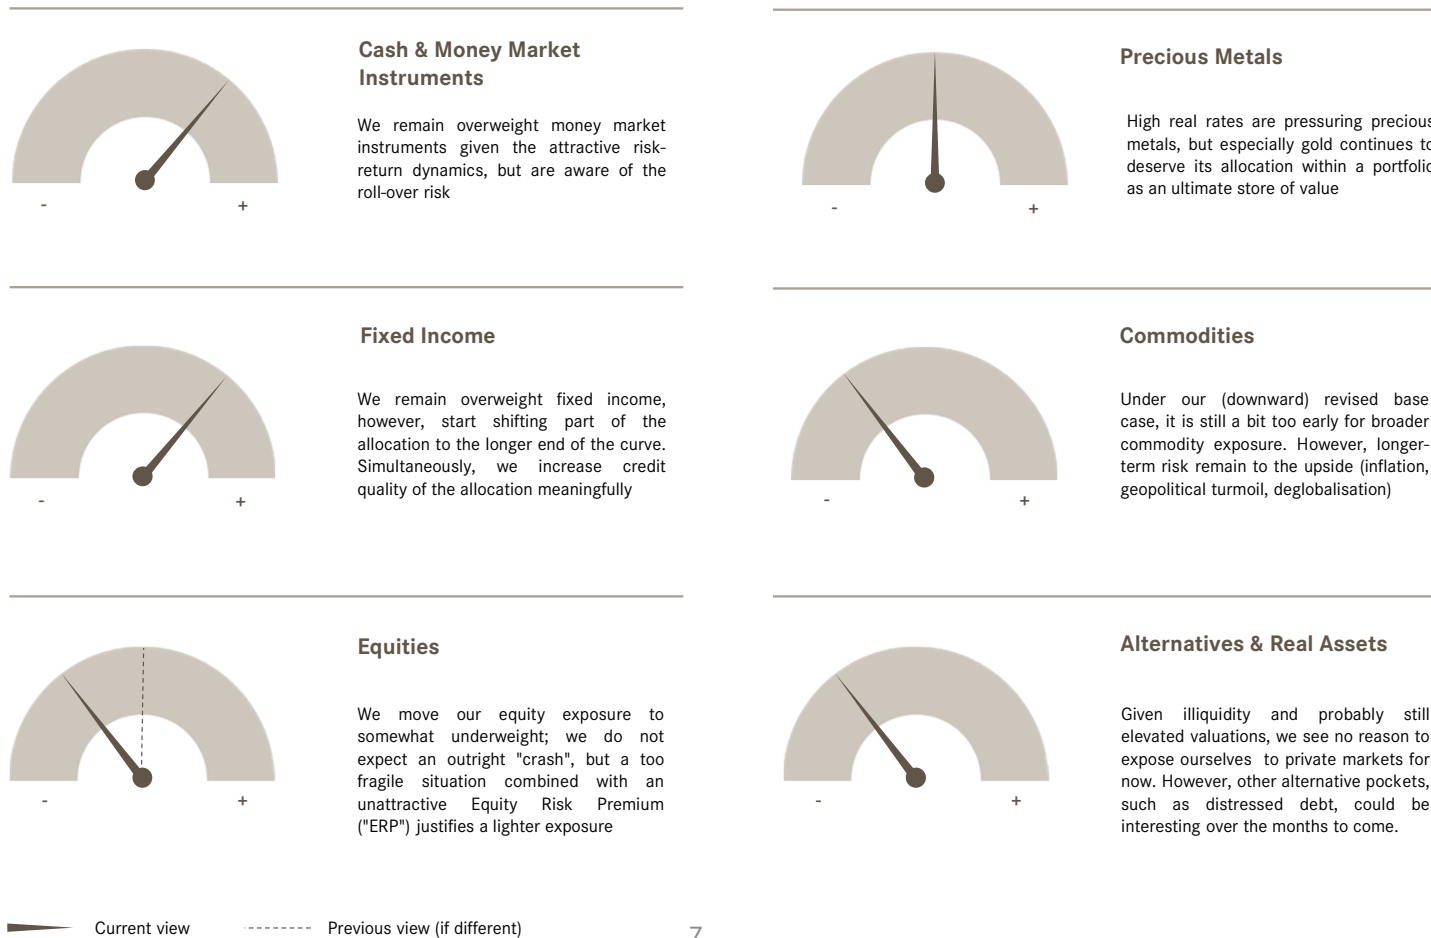 Cash & Money Market
Instruments
We remain overweight money market
instruments given the attractive risk-
return dynamics, but are aware of the
roll-over risk
- +
Fixed Income
We remain overweight fixed income,
however, start shifting part of the
allocation to the longer end of the curve.
Simultaneously, we increase credit
quality of the allocation meaningfully
- +
Equities
We move our equity exposure to
somewhat underweight; we do not
expect an outright "crash", but a too
fragile situation combined with an
unattractive Equity Risk Premium
("ERP") justifies a lighter exposure
- +
Precious Metals
High real rates are pressuring precious
metals, but especially gold continues to
deserve its allocation within a portfolio
as an ultimate store of value
- +
Commodities
Under our (downward) revised base
case, it is still a bit too early for broader
commodity exposure. However, longer-
term risk remain to the upside (inflation,
geopolitical turmoil, deglobalisation)
- +
Alternatives & Real Assets
Given illiquidity and probably still
elevated valuations, we see no reason to
expose ourselves to private markets for
now. However, other alternative pockets,
such as distressed debt, could be
interesting over the months to come.
- +
Current view
Previous view (if different)
7